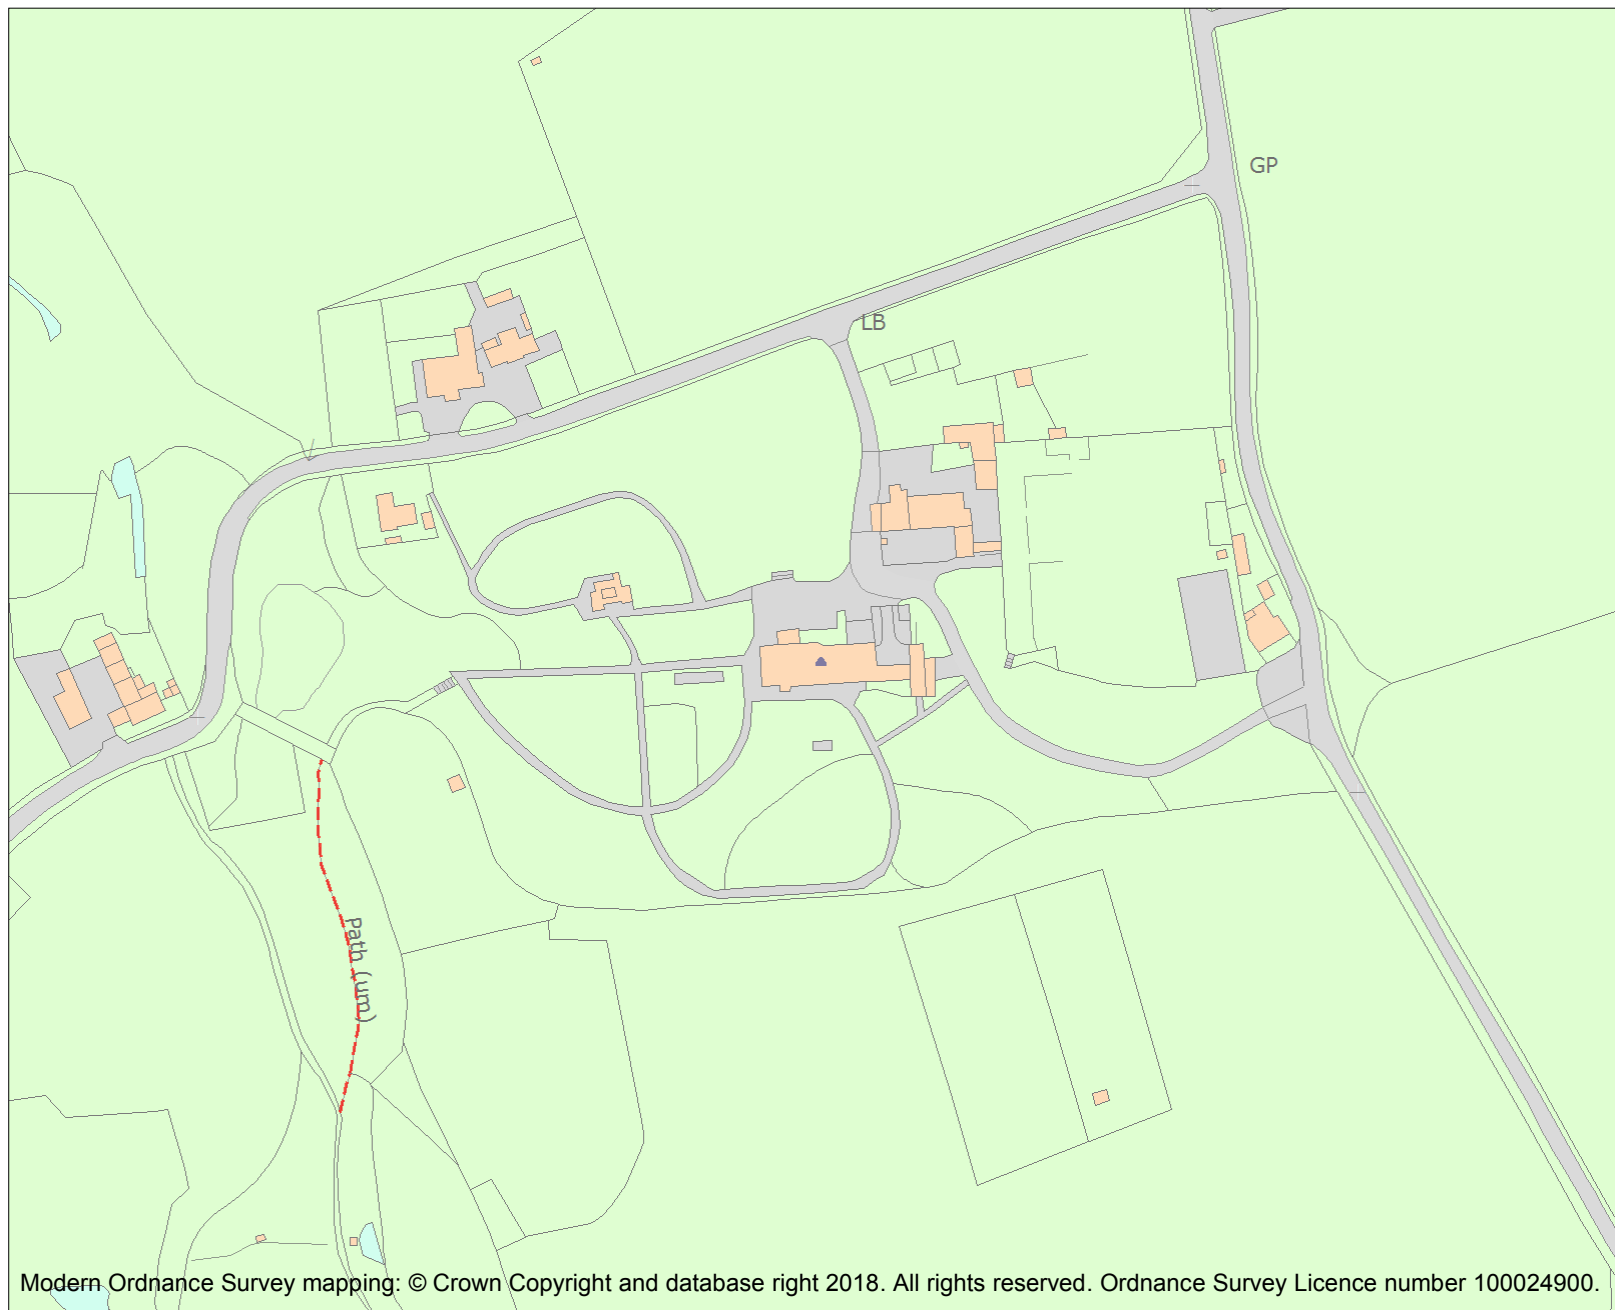 GP
LB
Path (um)
Modern Ordnance Survey mapping: © Crown Copyright and database right 2018. All rights reserved. Ordnance Survey Licence number 100024900.